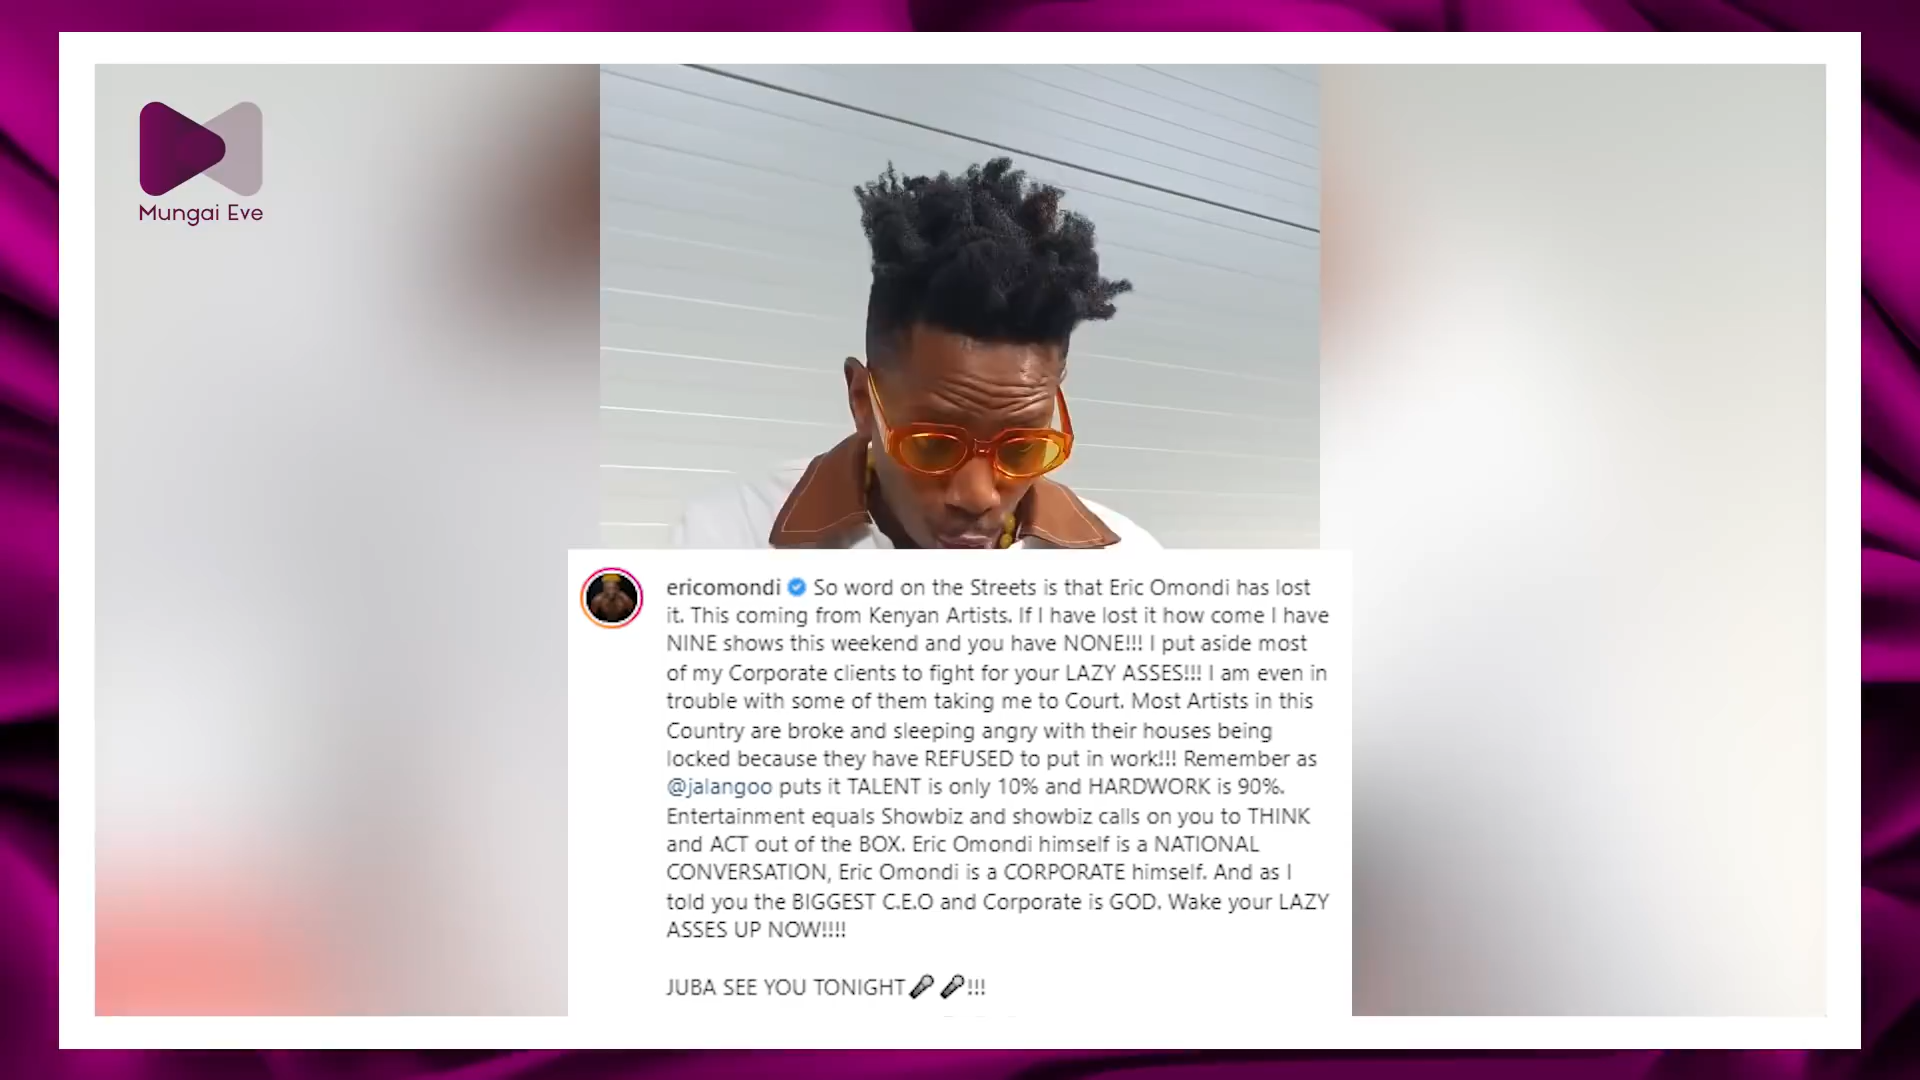 Mungai Eve
ericomondi So word on the Streets is that Eric Omondi has lost
it. This coming from Kenyan Artists. If I have lost it how come I have
NINE shows this weekend and you have NONE!!! I put aside most
of my Corporate clients to fight for your LAZY ASSES!!! I am even in
trouble with some of them taking me to Court. Most Artists in this
Country are broke and sleeping angry with their houses being
locked because they have REFUSED to put in work!!! Remember as
@jalangoo puts it TALENT is only 10% and HARDWORK is 90%.
Entertainment equals Showbiz and showbiz calls on you to THINK
and ACT out of the BOX. Eric Omondi himself is a NATIONAL
CONVERSATION, Eric Omondi is a CORPORATE himself. And as I
told you the BIGGEST C.E.O and Corporate is GOD. Wake your LAZY
ASSES UP NOW!!!!
JUBA SEE YOU TONIGHT🎤🎤!!!